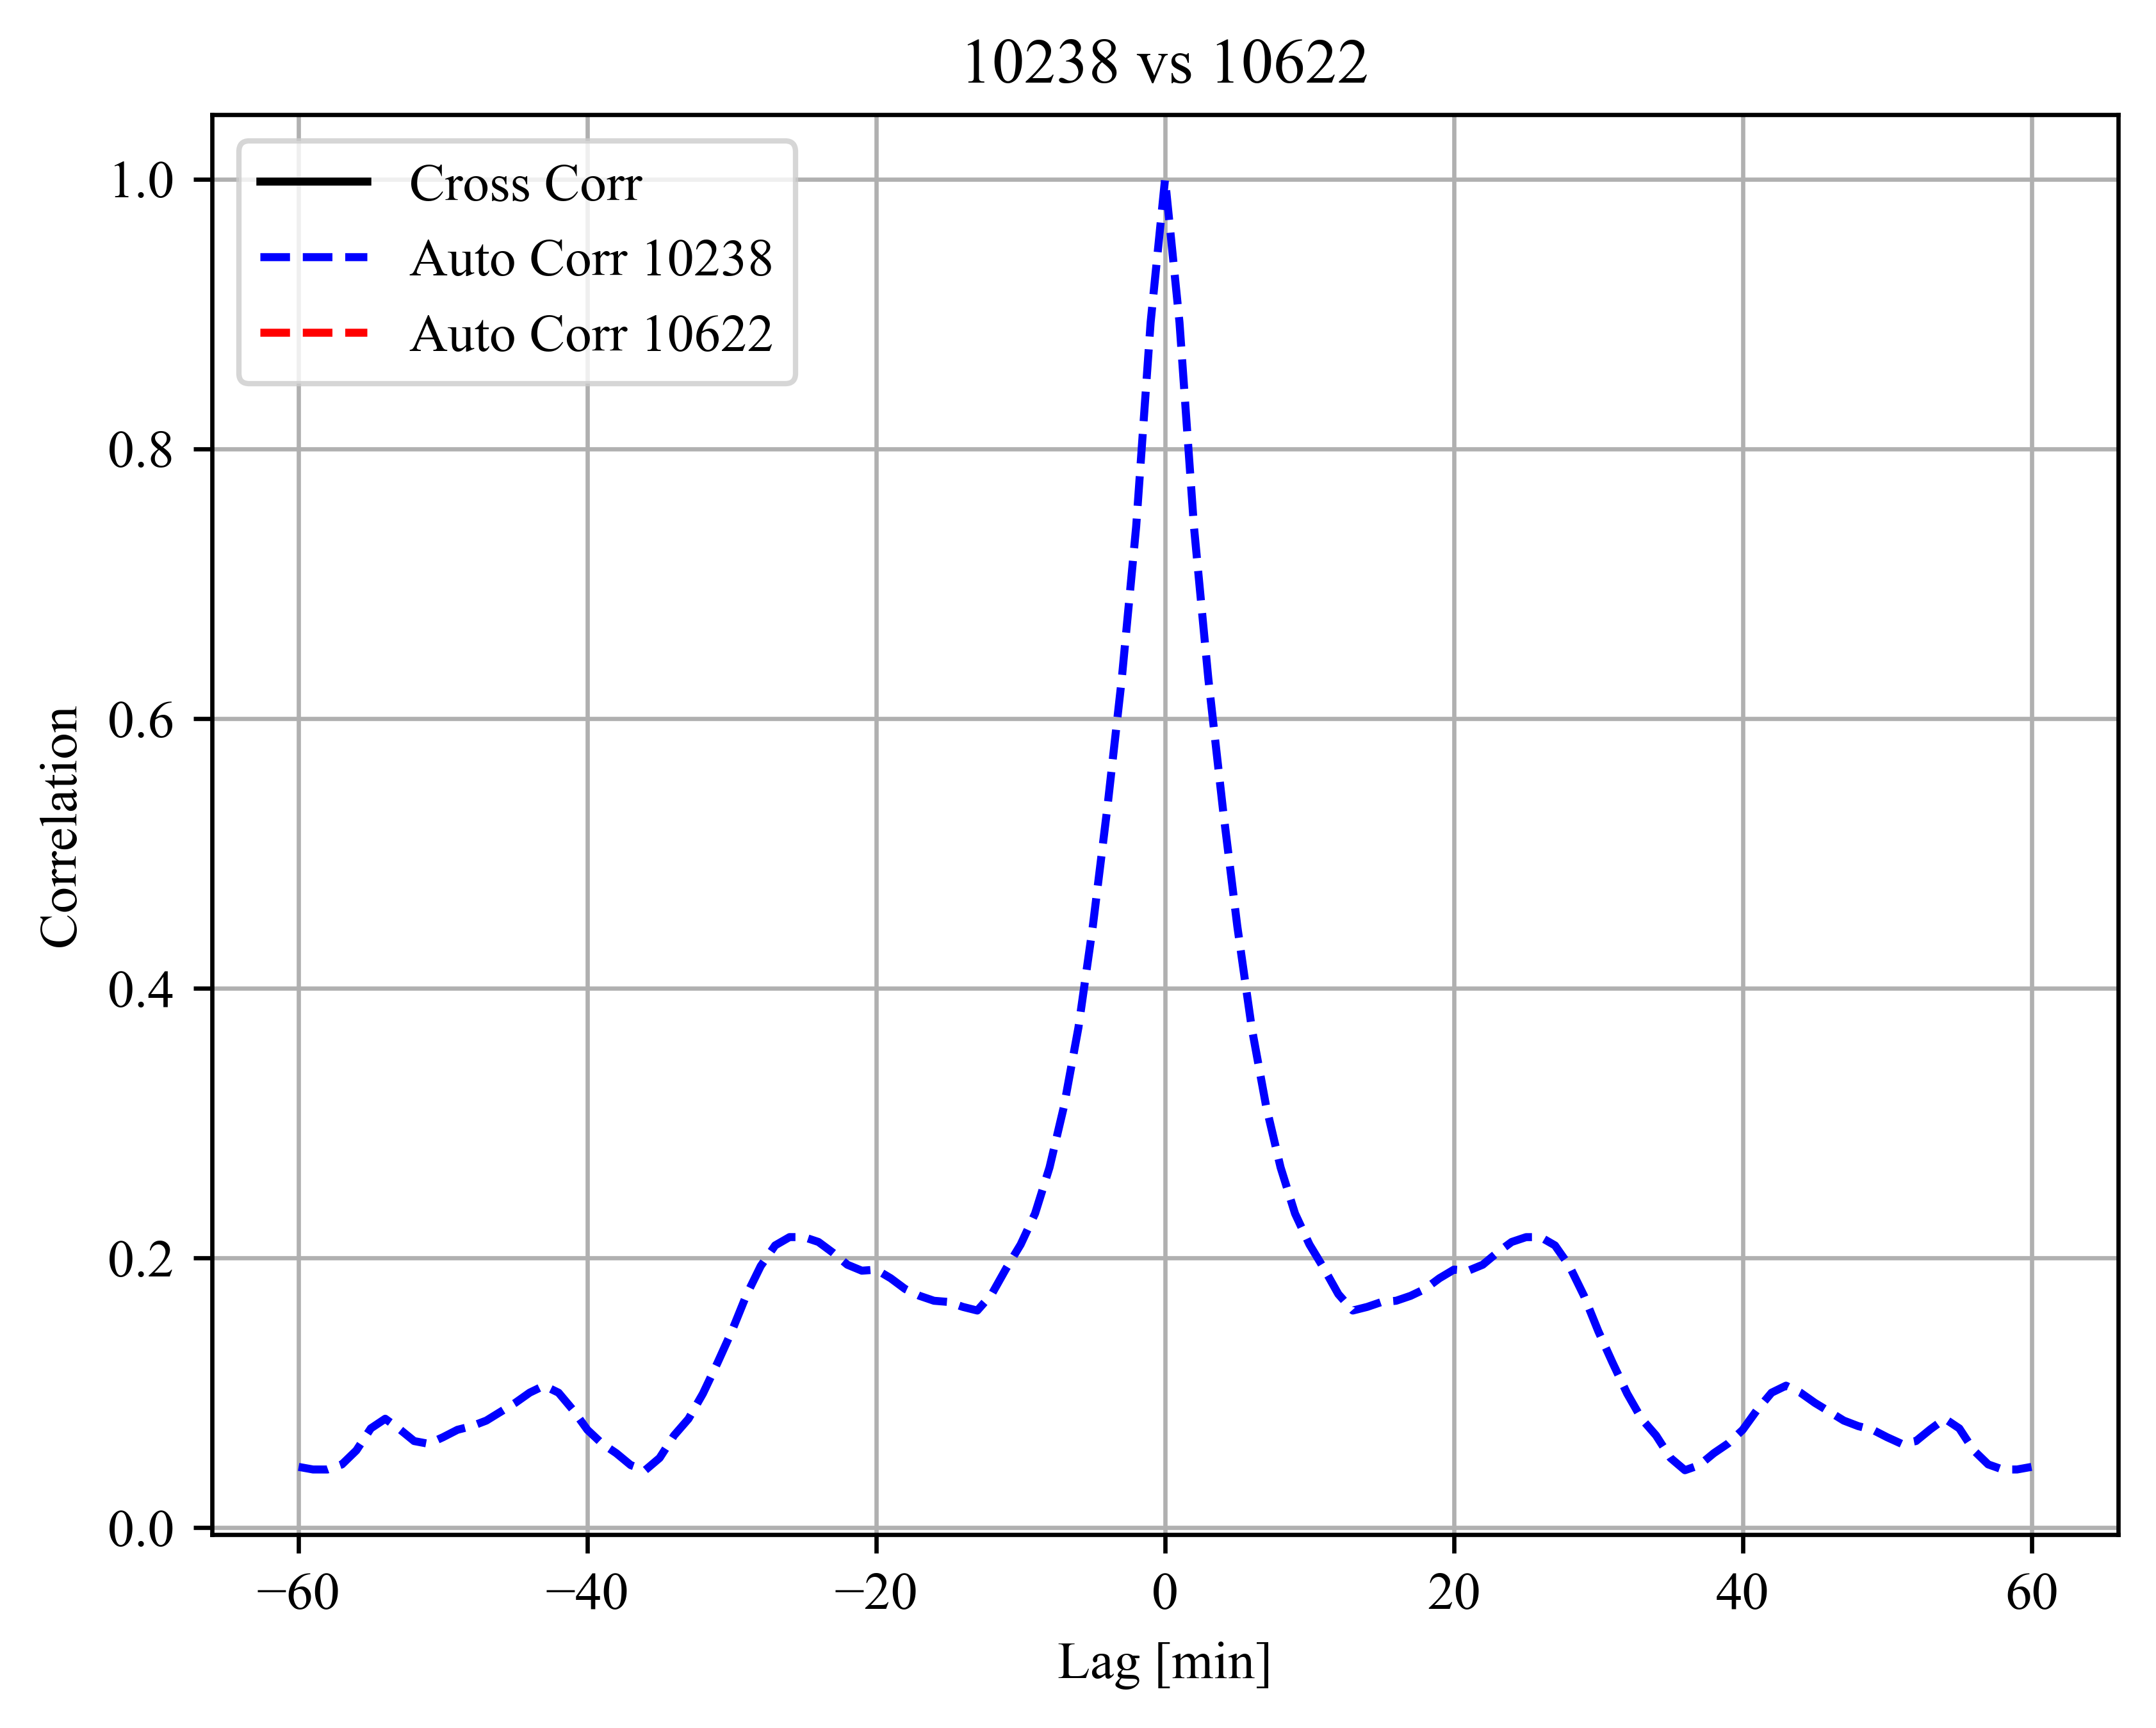 10238 vs 10622
Cross Corr
Auto Corr 10238
Auto Corr 10622
1.0
0.8
0.6
0.4
0.2
0.0
Correlation
−60 −40 −20 0 20 40 60
Lag [min]